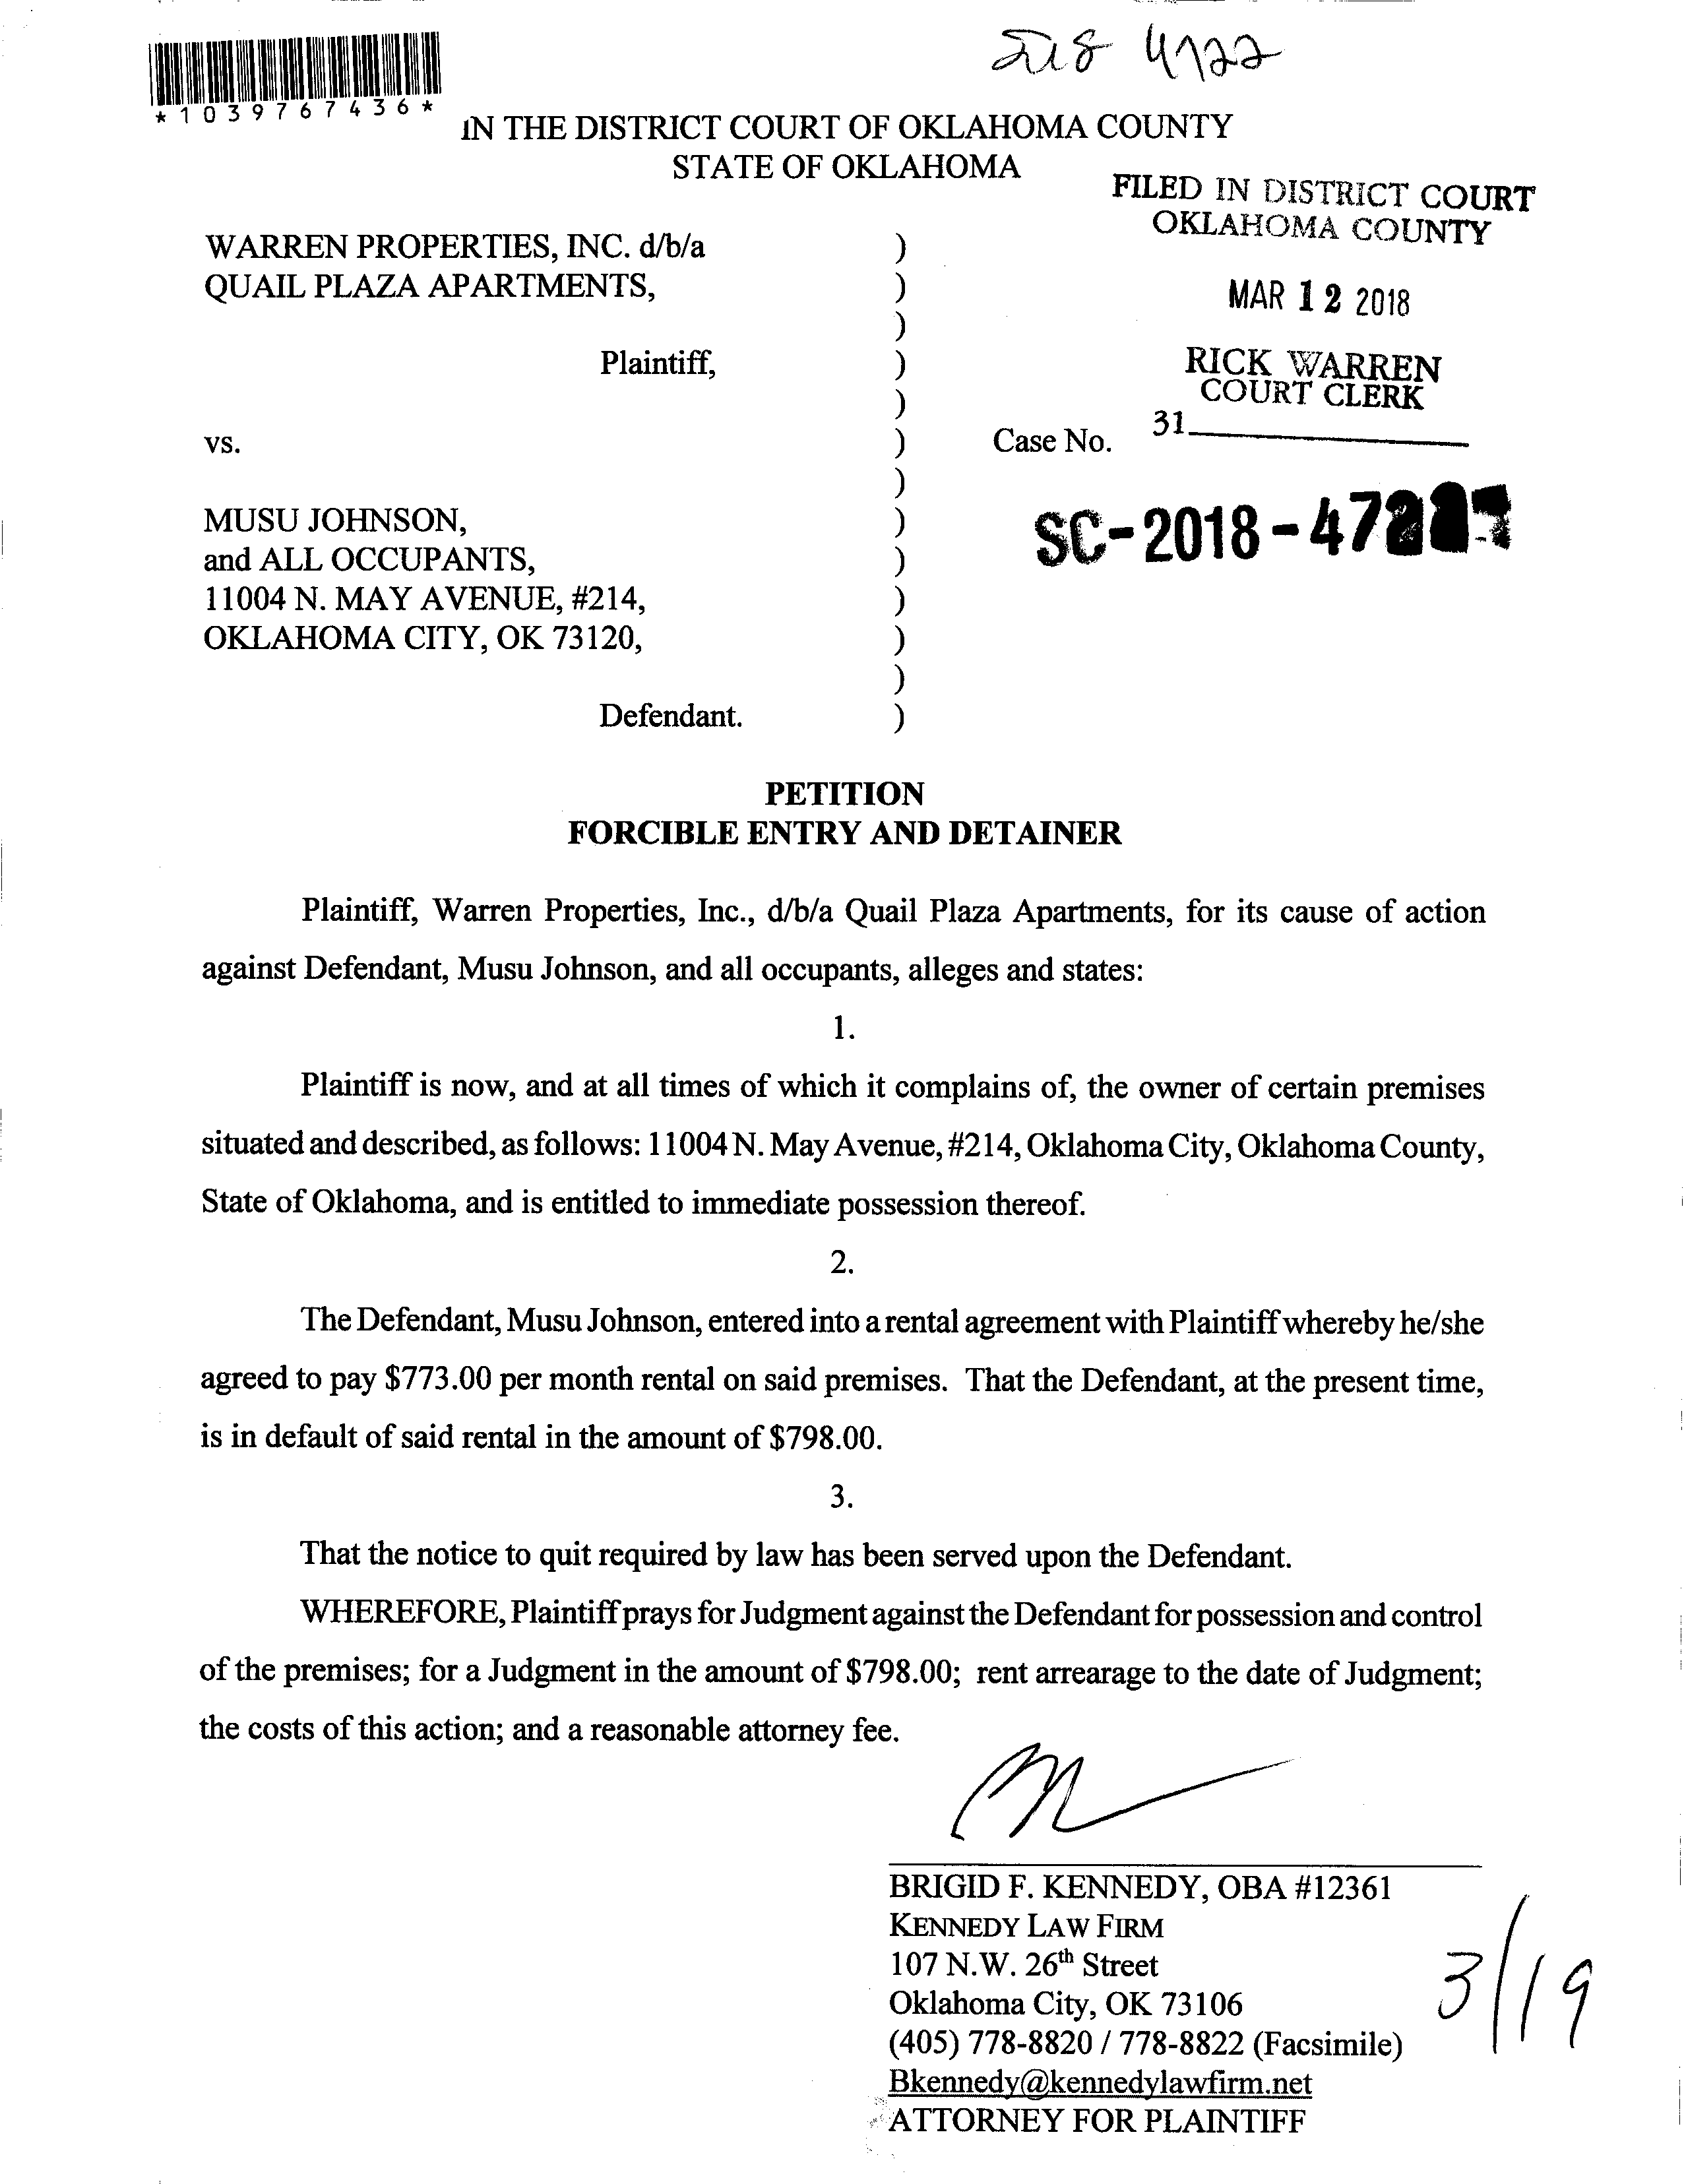 *1039767436*
IN THE DISTRICT COURT OF OKLAHOMA COUNTY
STATE OF OKLAHOMA
FILED IN DISTRICT COURT
OKLAHOMA COUNTY
MAR 12 2018
RICK WARREN
COURT CLERK
31
WARREN PROPERTIES, INC. d/b/a )
QUAIL PLAZA APARTMENTS, )
)
Plaintiff, )
)
vs. ) Case No.
)
MUSU JOHNSON, ) SC-2018-
and ALL OCCUPANTS, )
11004 N. MAY AVENUE, #214, )
OKLAHOMA CITY, OK 73120, )
)
Defendant. )
PETITION
FORCIBLE ENTRY AND DETAINER
Plaintiff, Warren Properties, Inc., d/b/a Quail Plaza Apartments, for its cause of action
against Defendant, Musu Johnson, and all occupants, alleges and states:
1.
Plaintiff is now, and at all times of which it complains of, the owner of certain premises
situated and described, as follows: 11004 N. May Avenue, #214, Oklahoma City, Oklahoma County,
State of Oklahoma, and is entitled to immediate possession thereof.
2.
The Defendant, Musu Johnson, entered into a rental agreement with Plaintiff whereby he/she
agreed to pay $773.00 per month rental on said premises. That the Defendant, at the present time,
is in default of said rental in the amount of $798.00.
3.
That the notice to quit required by law has been served upon the Defendant.
WHEREFORE, Plaintiff prays for Judgment against the Defendant for possession and control
of the premises; for a Judgment in the amount of $798.00; rent arrearage to the date of Judgment;
the costs of this action; and a reasonable attorney fee.
BRIGID F. KENNEDY, OBA #12361
KENNEDY LAW FIRM
107 N.W. 26th Street
Oklahoma City, OK 73106
(405) 778-8820 / 778-8822 (Facsimile)
Bkennedy@kennedylawfirm.net
ATTORNEY FOR PLAINTIFF
3/19